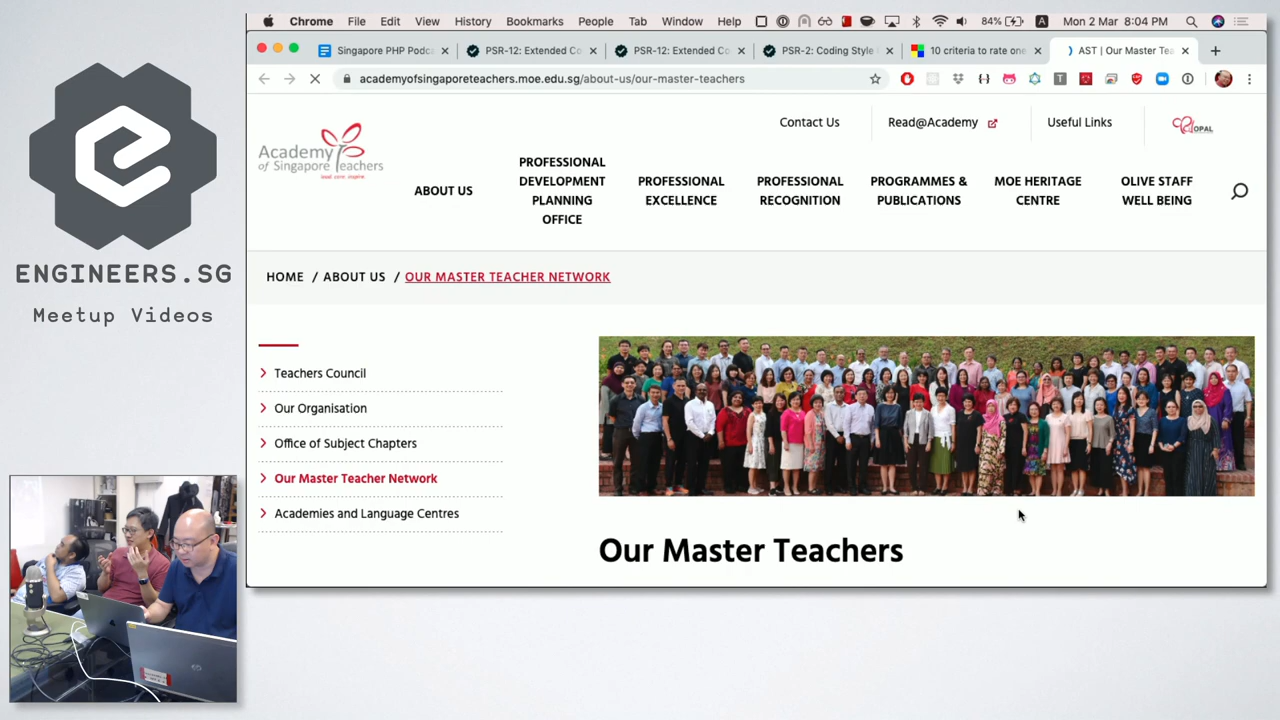 Chrome File Edit View History Bookmarks People Tab Window Help 84% A Mon 2 Mar 8:04 PM
Singapore PHP Podca
PSR-12: Extended Co
PSR-12: Extended Co
PSR-2: Coding Style
10 criteria to rate one
AST | Our Master Tea
academyofsingaporeteachers.moe.edu.sg/about-us/our-master-teachers
Academy
of Singapore Teachers
lead care inspire
Contact Us
Read@Academy
Useful Links
OPAL
ABOUT US
PROFESSIONAL
DEVELOPMENT
PLANNING
OFFICE
PROFESSIONAL
EXCELLENCE
PROFESSIONAL
RECOGNITION
PROGRAMMES &
PUBLICATIONS
MOE HERITAGE
CENTRE
OLIVE STAFF
WELL BEING
HOME / ABOUT US / OUR MASTER TEACHER NETWORK
Teachers Council
Our Organisation
Office of Subject Chapters
Our Master Teacher Network
Academies and Language Centres
Our Master Teachers
ENGINEERS.SG
Meetup Videos